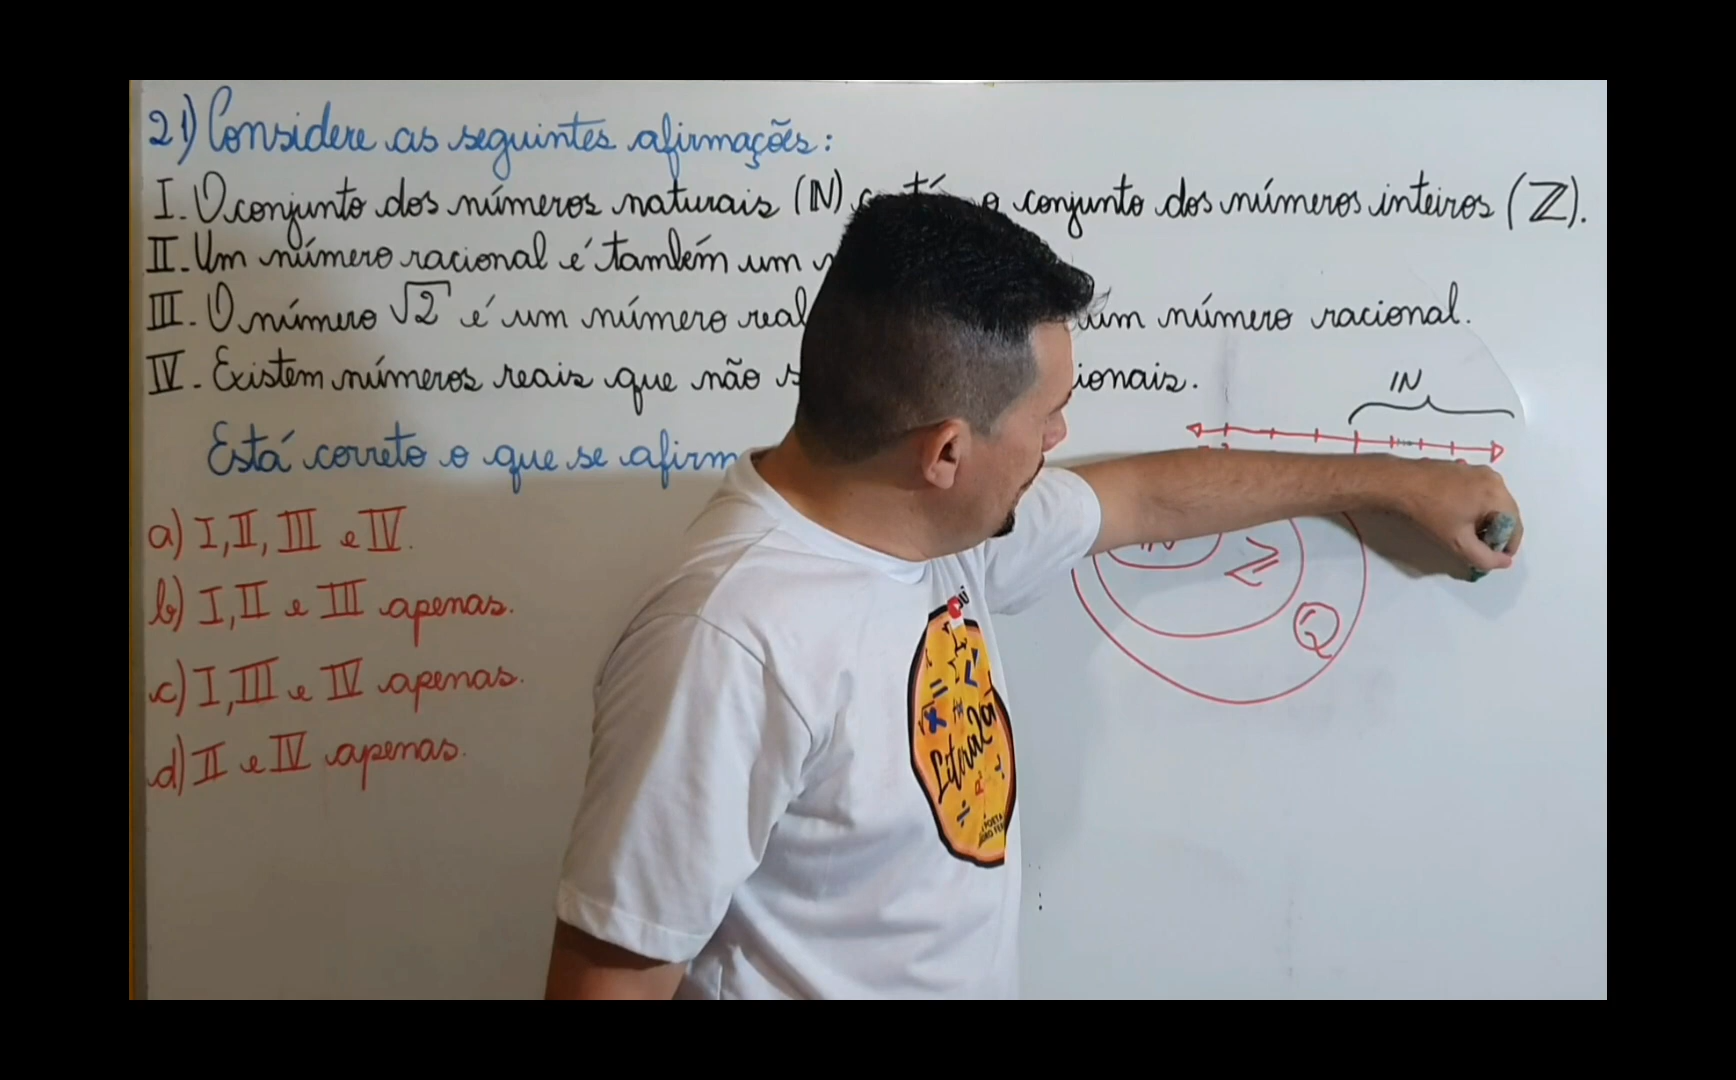 21) Considere as seguintes afirmações:
I. O conjunto dos números naturais (ℕ) o conjunto dos números inteiros (ℤ).
II. Um número racional é também um
III. O número √2 é um número real um número racional.
IV. Existem números reais que não
Está correto o que se
a) I, II, III e IV.
b) I, II e III apenas.
c) I, III e IV apenas.
d) II e IV apenas.
IN
Z
Q
LiteralJá